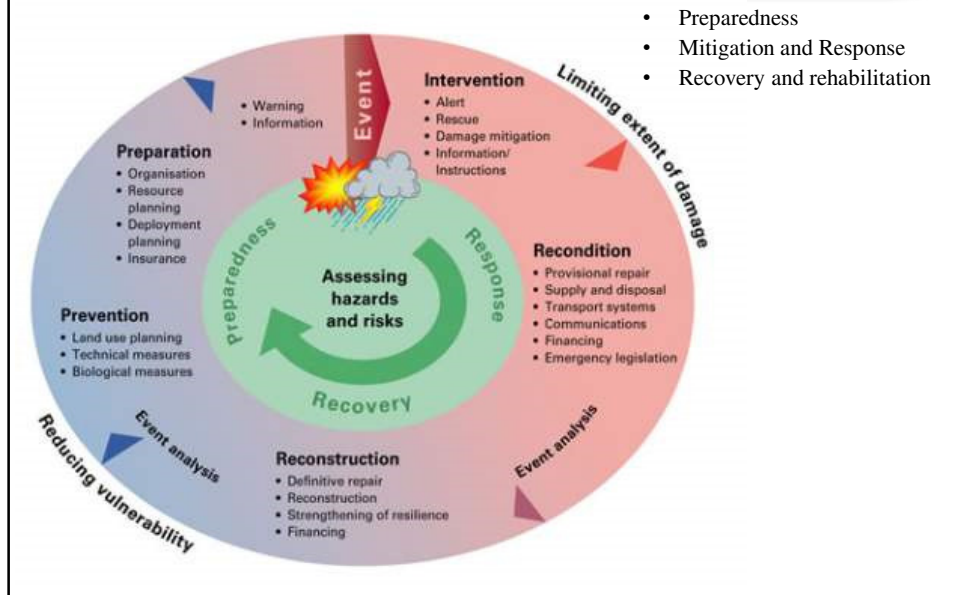 • Preparedness
• Mitigation and Response
• Recovery and rehabilitation
Event
• Warning
• Information
Intervention
• Alert
• Rescue
• Damage mitigation
• Information/
Instructions
Limiting extent of damage
Preparation
• Organisation
• Resource
planning
• Deployment
planning
• Insurance
Preparedness
Response
Recovery
Assessing
hazards
and risks
Recondition
• Provisional repair
• Supply and disposal
• Transport systems
• Communications
• Financing
• Emergency legislation
Prevention
• Land use planning
• Technical measures
• Biological measures
Event analysis
Event analysis
Reducing vulnerability
Reconstruction
• Definitive repair
• Reconstruction
• Strengthening of resilience
• Financing